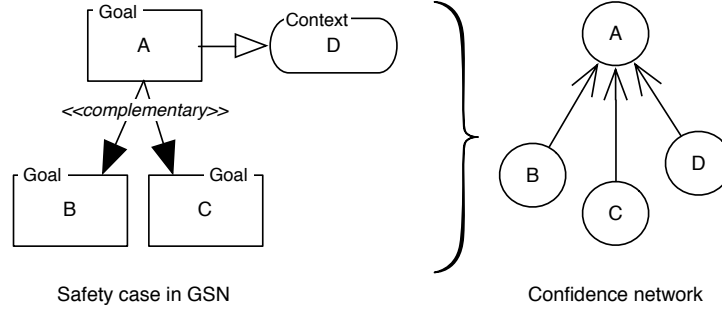 Goal
A
Context
D
<<complementary>>
Goal
B
Goal
C
Safety case in GSN
A
B
C
D
Confidence network